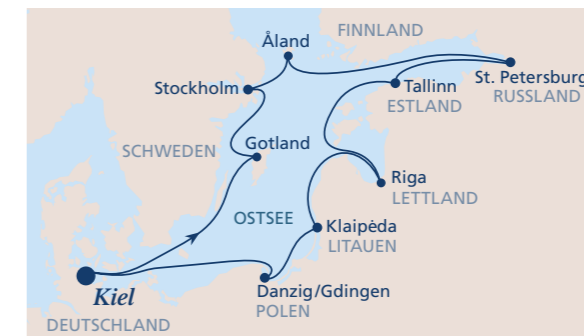 FINNLAND
Åland
Stockholm
Tallinn
ESTLAND
St. Petersburg
RUSSLAND
SCHWEDEN
Gotland
Riga
LETTLAND
OSTSEE
Klaipėda
LITAUEN
Kiel
DEUTSCHLAND
Danzig/Gdingen
POLEN